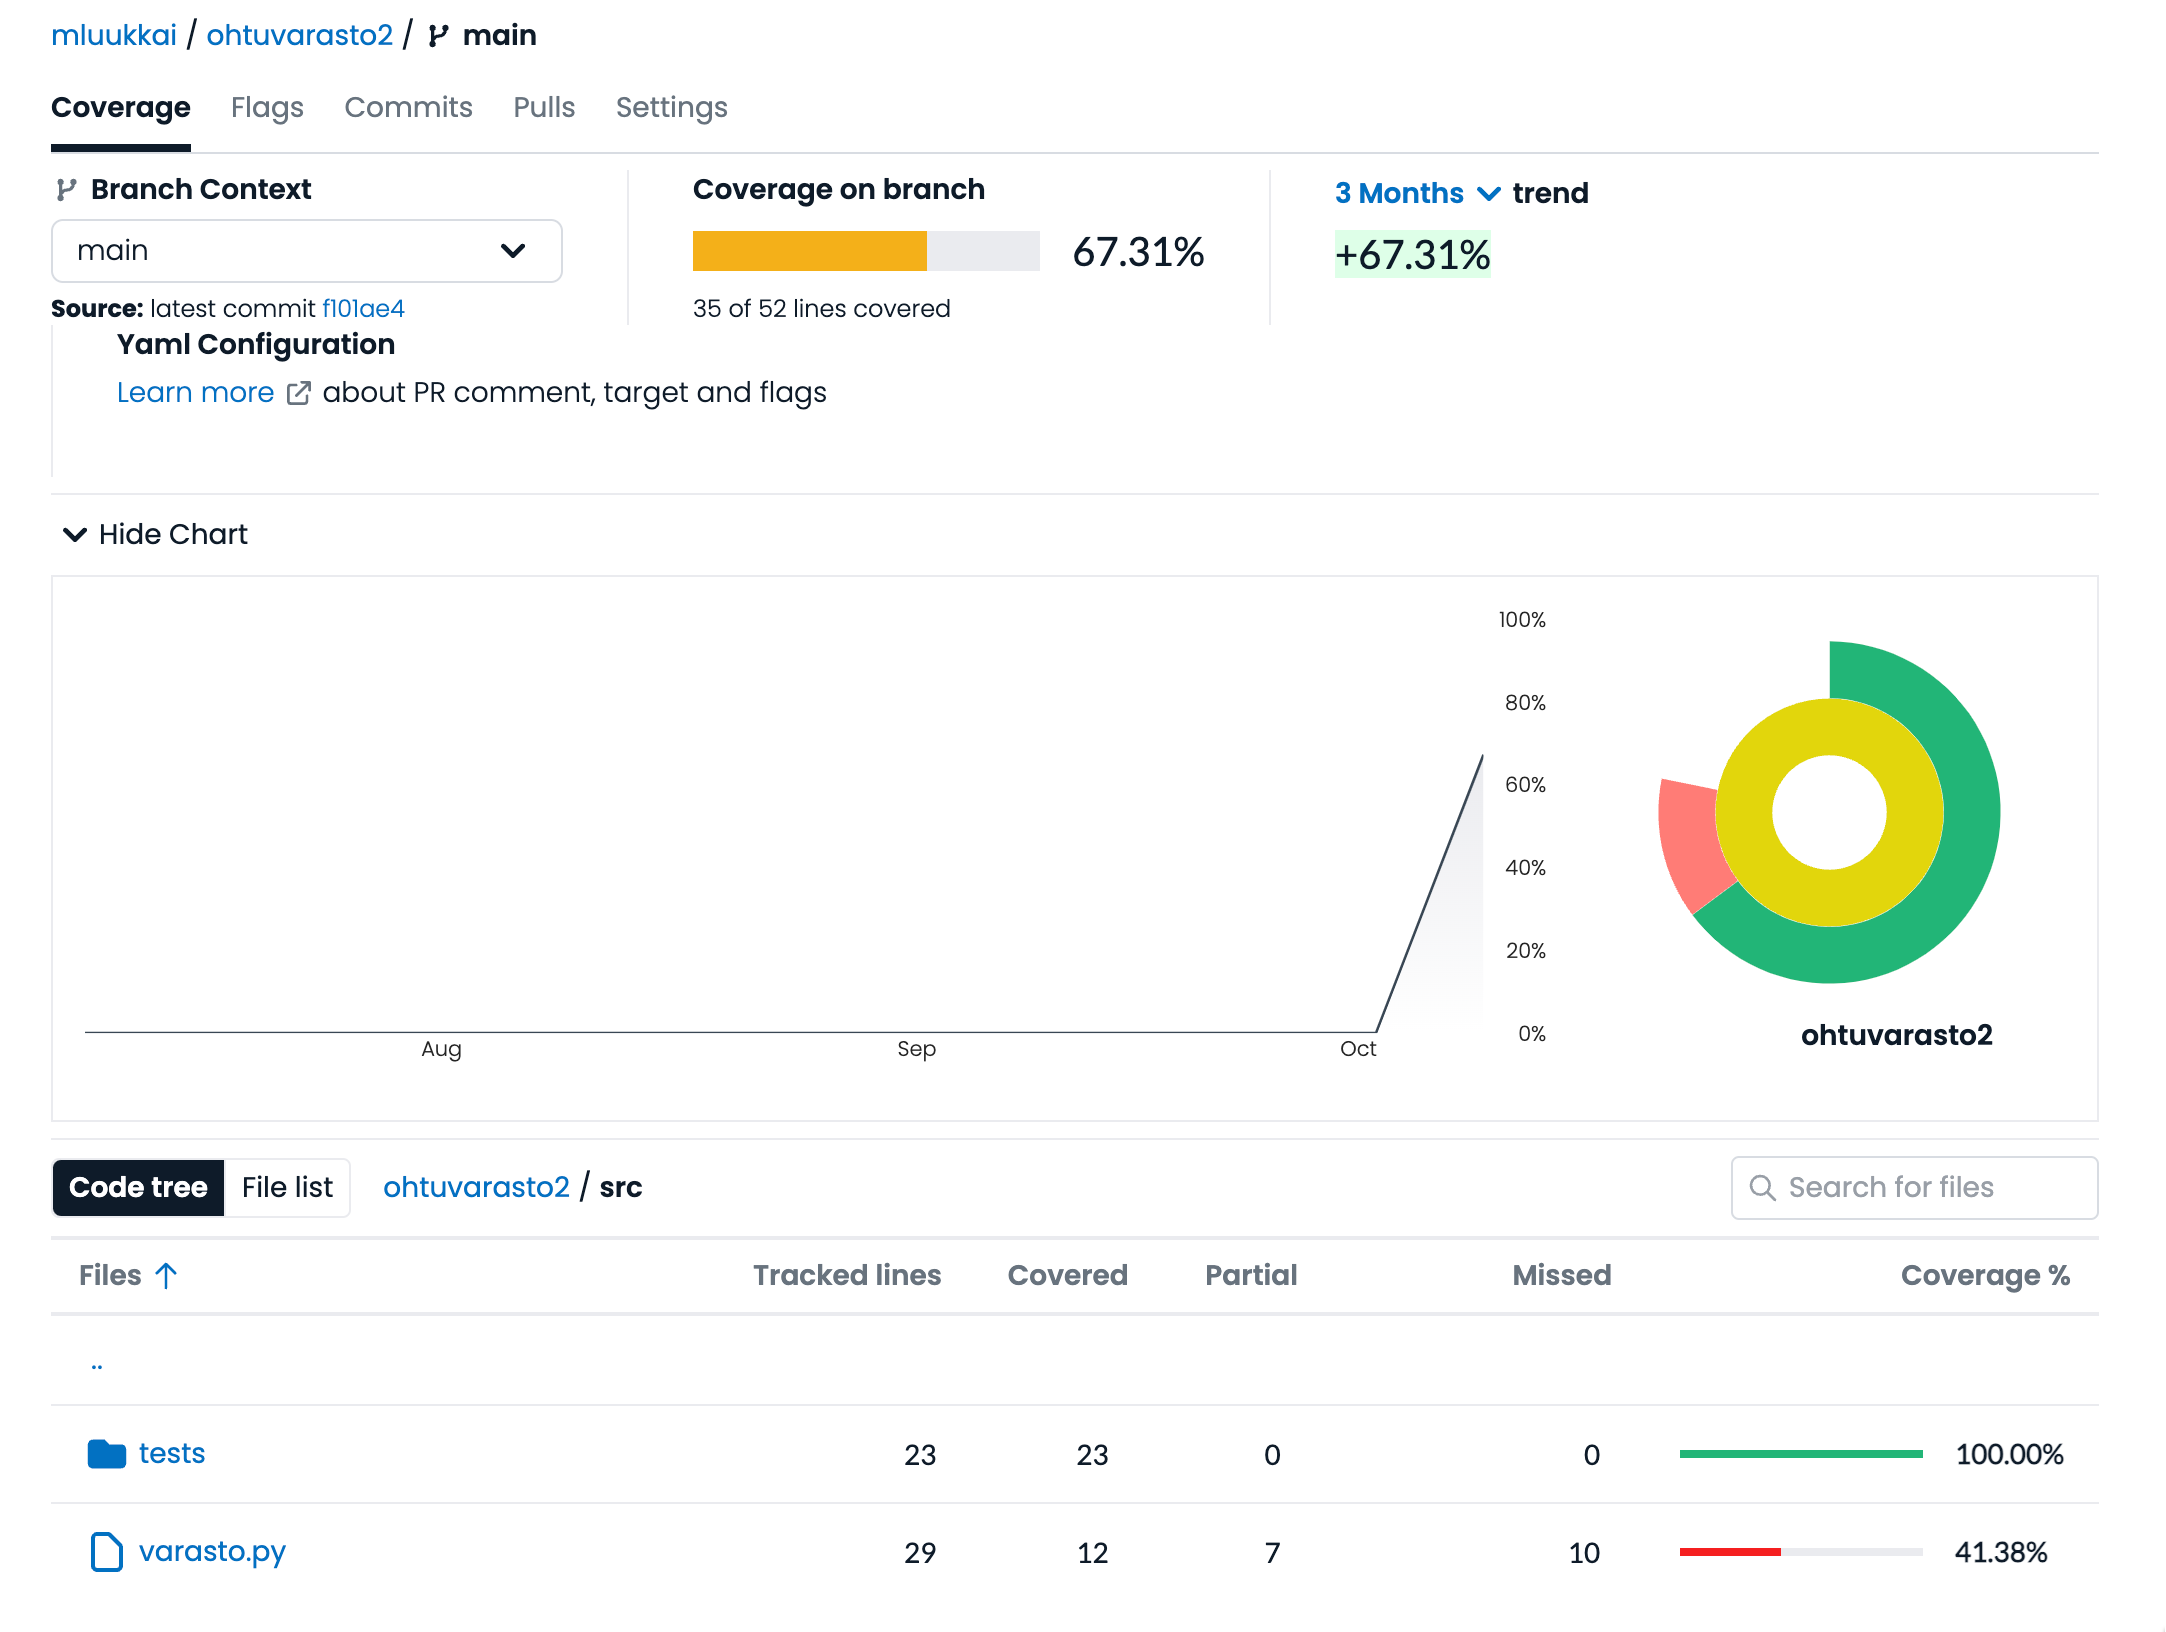 mluukkai / ohtuvarasto2 / main
Coverage Flags Commits Pulls Settings
Branch Context
main
Source: latest commit f101ae4
Coverage on branch
67.31%
35 of 52 lines covered
3 Months trend
+67.31%
Yaml Configuration
Learn more about PR comment, target and flags
Hide Chart
100%
80%
60%
40%
20%
0%
Aug Sep Oct
ohtuvarasto2
Code tree File list ohtuvarasto2 / src Search for files
Files Tracked lines Covered Partial Missed Coverage %
..
tests 23 23 0 0 100.00%
varasto.py 29 12 7 10 41.38%